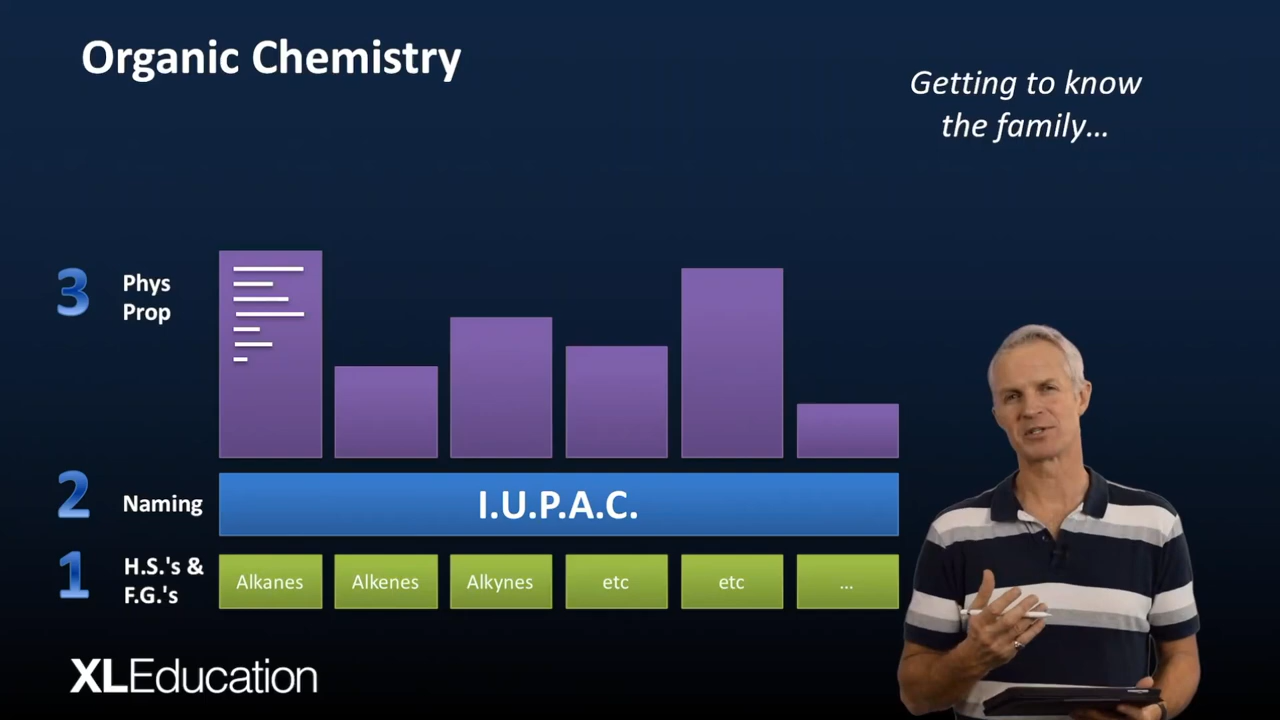 Organic Chemistry
Getting to know
the family...
3
Phys
Prop
2
Naming
I.U.P.A.C.
1
H.S.'s &
F.G.'s
Alkanes
Alkenes
Alkynes
etc
etc
...
XLEducation